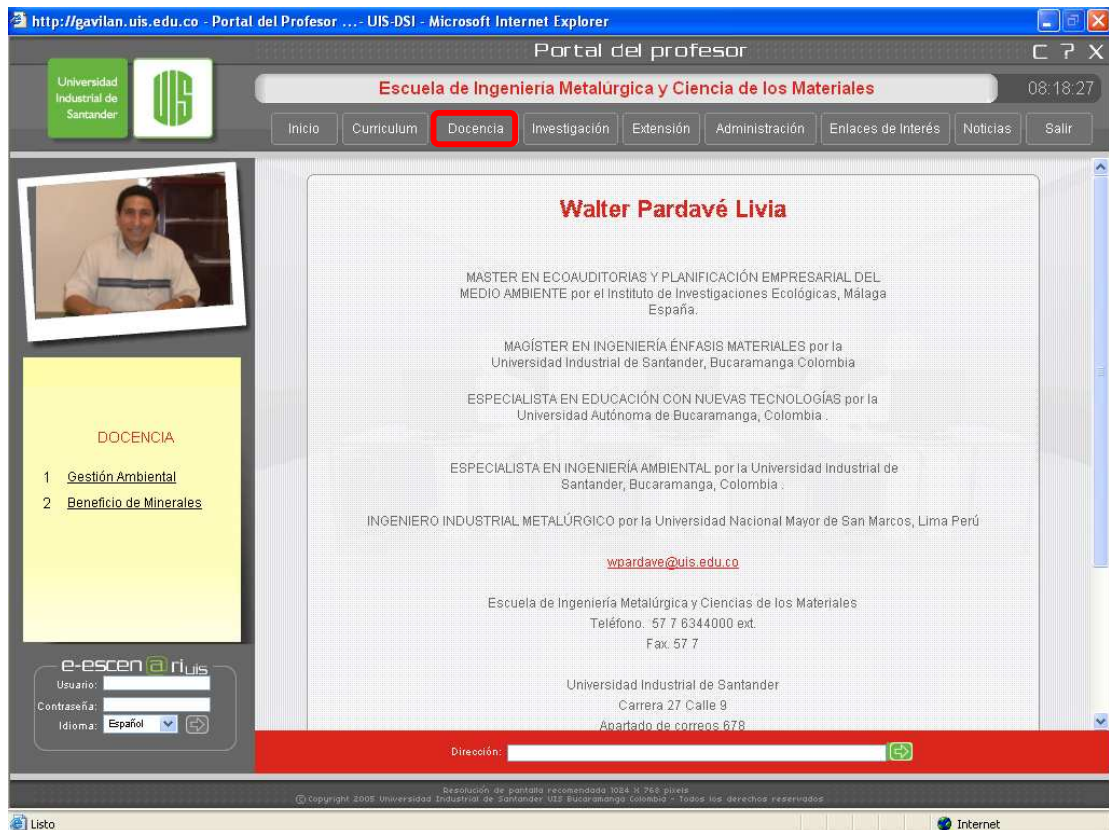 http://gavilan.uis.edu.co - Portal del Profesor ...- UIS-DSI - Microsoft Internet Explorer
Portal del profesor
C ? X
Universidad
Industrial de
Santander
UIS
Escuela de Ingeniería Metalúrgica y Ciencia de los Materiales
08:18:27
Inicio Curriculum Docencia Investigación Extensión Administración Enlaces de Interés Noticias Salir
Walter Pardavé Livia
MASTER EN ECOAUDITORIAS Y PLANIFICACIÓN EMPRESARIAL DEL
MEDIO AMBIENTE por el Instituto de Investigaciones Ecológicas, Málaga
España.
MAGÍSTER EN INGENIERÍA ÉNFASIS MATERIALES por la
Universidad Industrial de Santander, Bucaramanga Colombia
ESPECIALISTA EN EDUCACIÓN CON NUEVAS TECNOLOGÍAS por la
Universidad Autónoma de Bucaramanga, Colombia .
ESPECIALISTA EN INGENIERÍA AMBIENTAL por la Universidad Industrial de
Santander, Bucaramanga, Colombia .
INGENIERO INDUSTRIAL METALÚRGICO por la Universidad Nacional Mayor de San Marcos, Lima Perú
wpardave@uis.edu.co
Escuela de Ingeniería Metalúrgica y Ciencias de los Materiales
Teléfono. 57 7 6344000 ext.
Fax. 57 7
Universidad Industrial de Santander
Carrera 27 Calle 9
Apartado de correos 678
DOCENCIA
1 Gestión Ambiental
2 Beneficio de Minerales
e-escen@riuis
Usuario:
Contraseña:
Idioma: Español
Dirección:
Resolución de pantalla recomendada 1024 X 768 pixels
© Copyright 2005 Universidad Industrial de Santander UIS Bucaramanga Colombia - Todos los derechos reservados
Listo
Internet